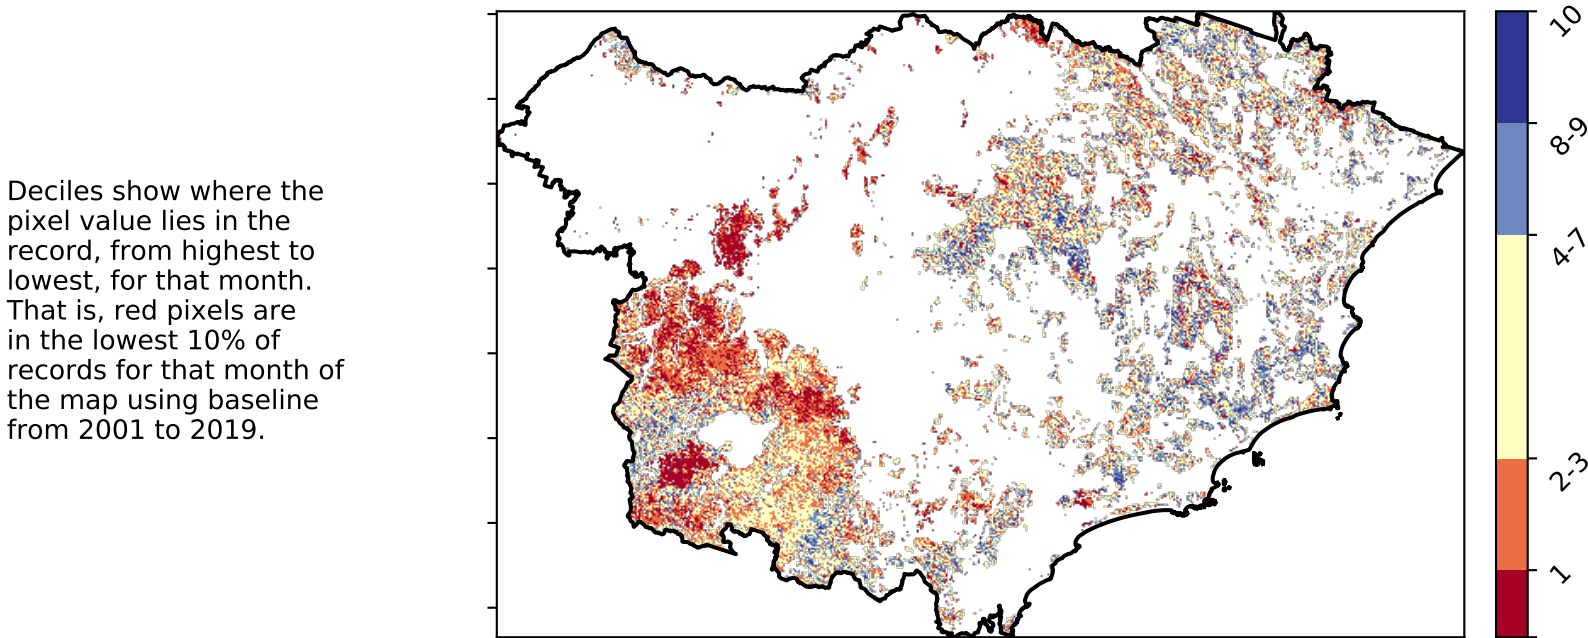 Deciles show where the
pixel value lies in the
record, from highest to
lowest, for that month.
That is, red pixels are
in the lowest 10% of
records for that month of
the map using baseline
from 2001 to 2019.
10
8-9
4-7
2-3
1